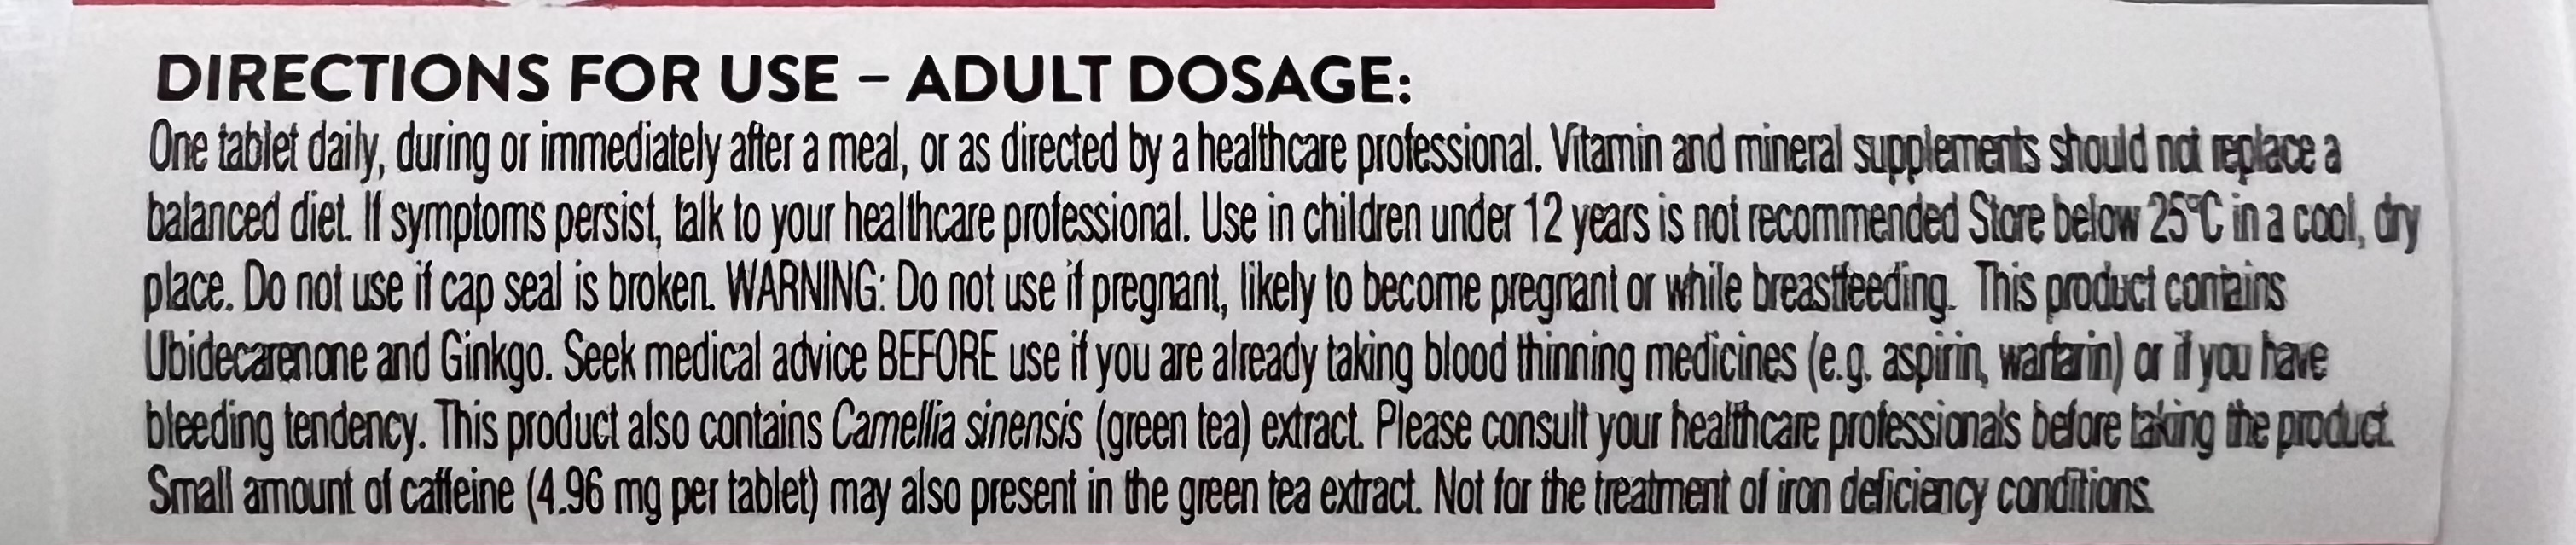 DIRECTIONS FOR USE – ADULT DOSAGE:
One tablet daily, during or immediately after a meal, or as directed by a healthcare professional. Vitamin and mineral supplements should not replace a
balanced diet. If symptoms persist, talk to your healthcare professional. Use in children under 12 years is not recommended Store below 25°C in a cool, dry
place. Do not use if cap seal is broken. WARNING: Do not use if pregnant, likely to become pregnant or while breastfeeding. This product contains
Ubidecarenone and Ginkgo. Seek medical advice BEFORE use if you are already taking blood thinning medicines (e.g. aspirin, warfarin) or if you have
bleeding tendency. This product also contains Camellia sinensis (green tea) extract. Please consult your healthcare professionals before taking the product.
Small amount of caffeine (4.96 mg per tablet) may also present in the green tea extract. Not for the treatment of iron deficiency conditions.